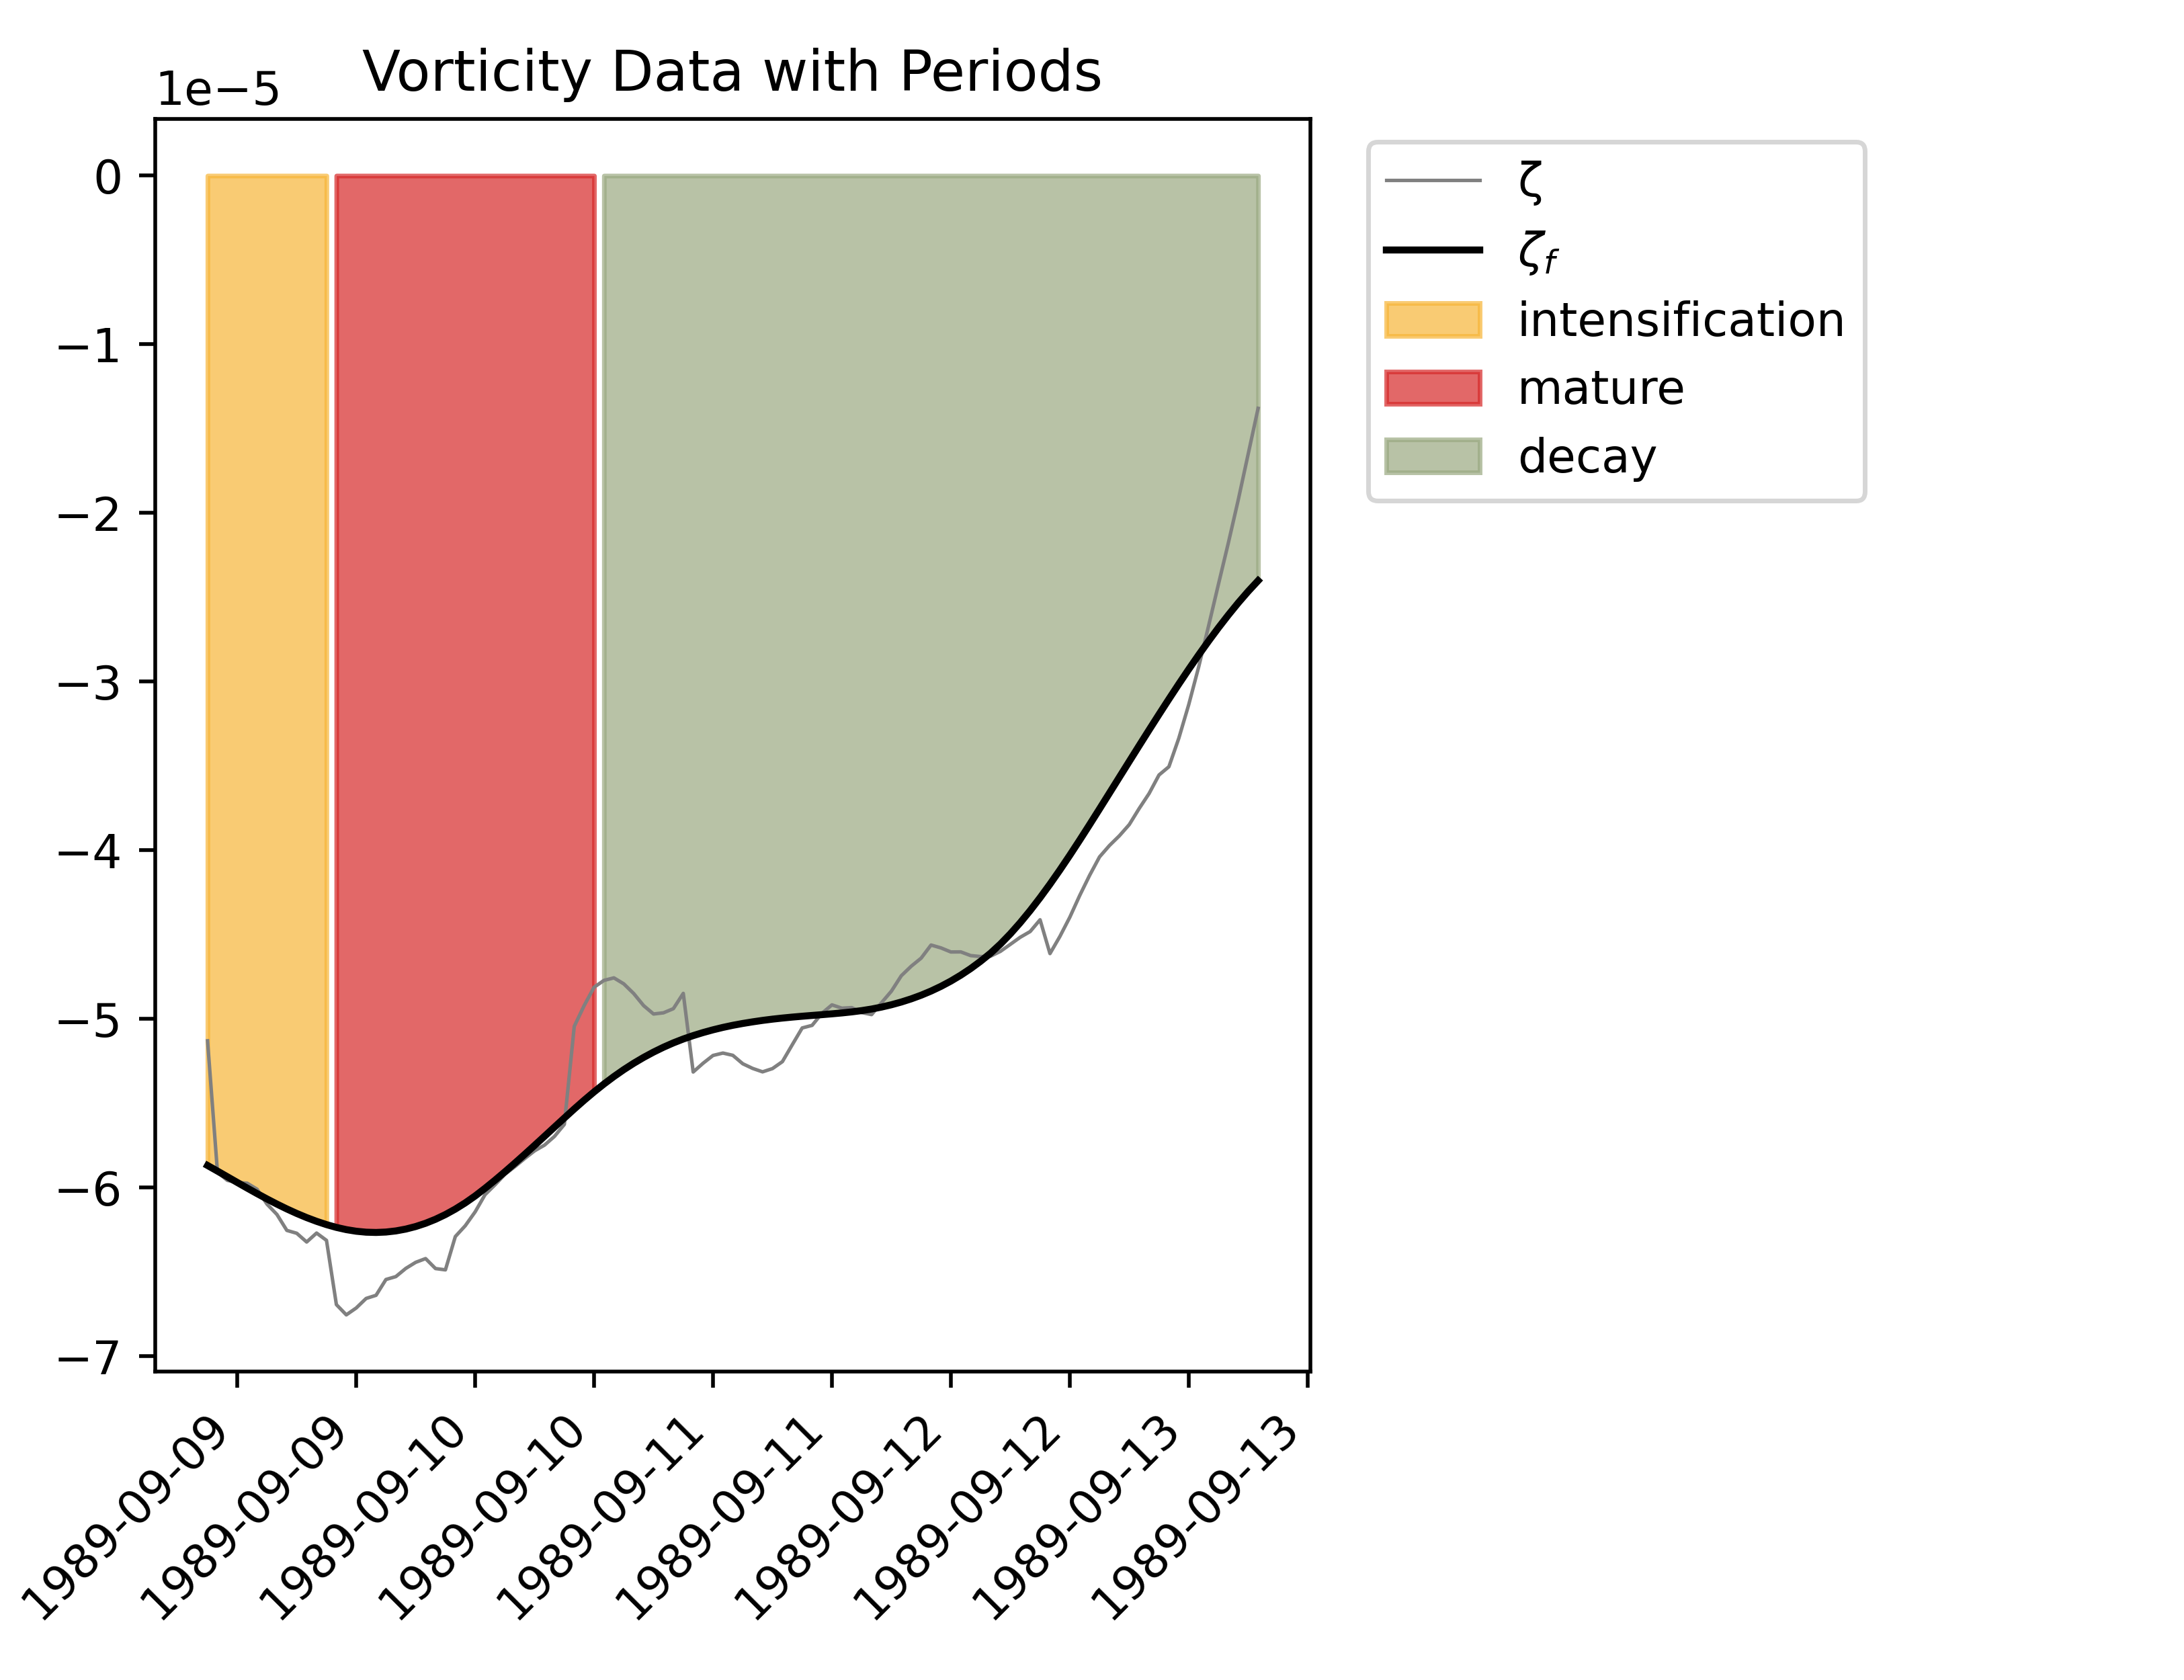 Vorticity Data with Periods
1e−5
0
−1
−2
−3
−4
−5
−6
−7
1989-09-09
1989-09-09
1989-09-10
1989-09-10
1989-09-11
1989-09-11
1989-09-12
1989-09-12
1989-09-13
1989-09-13
ζ
ζf
intensification
mature
decay